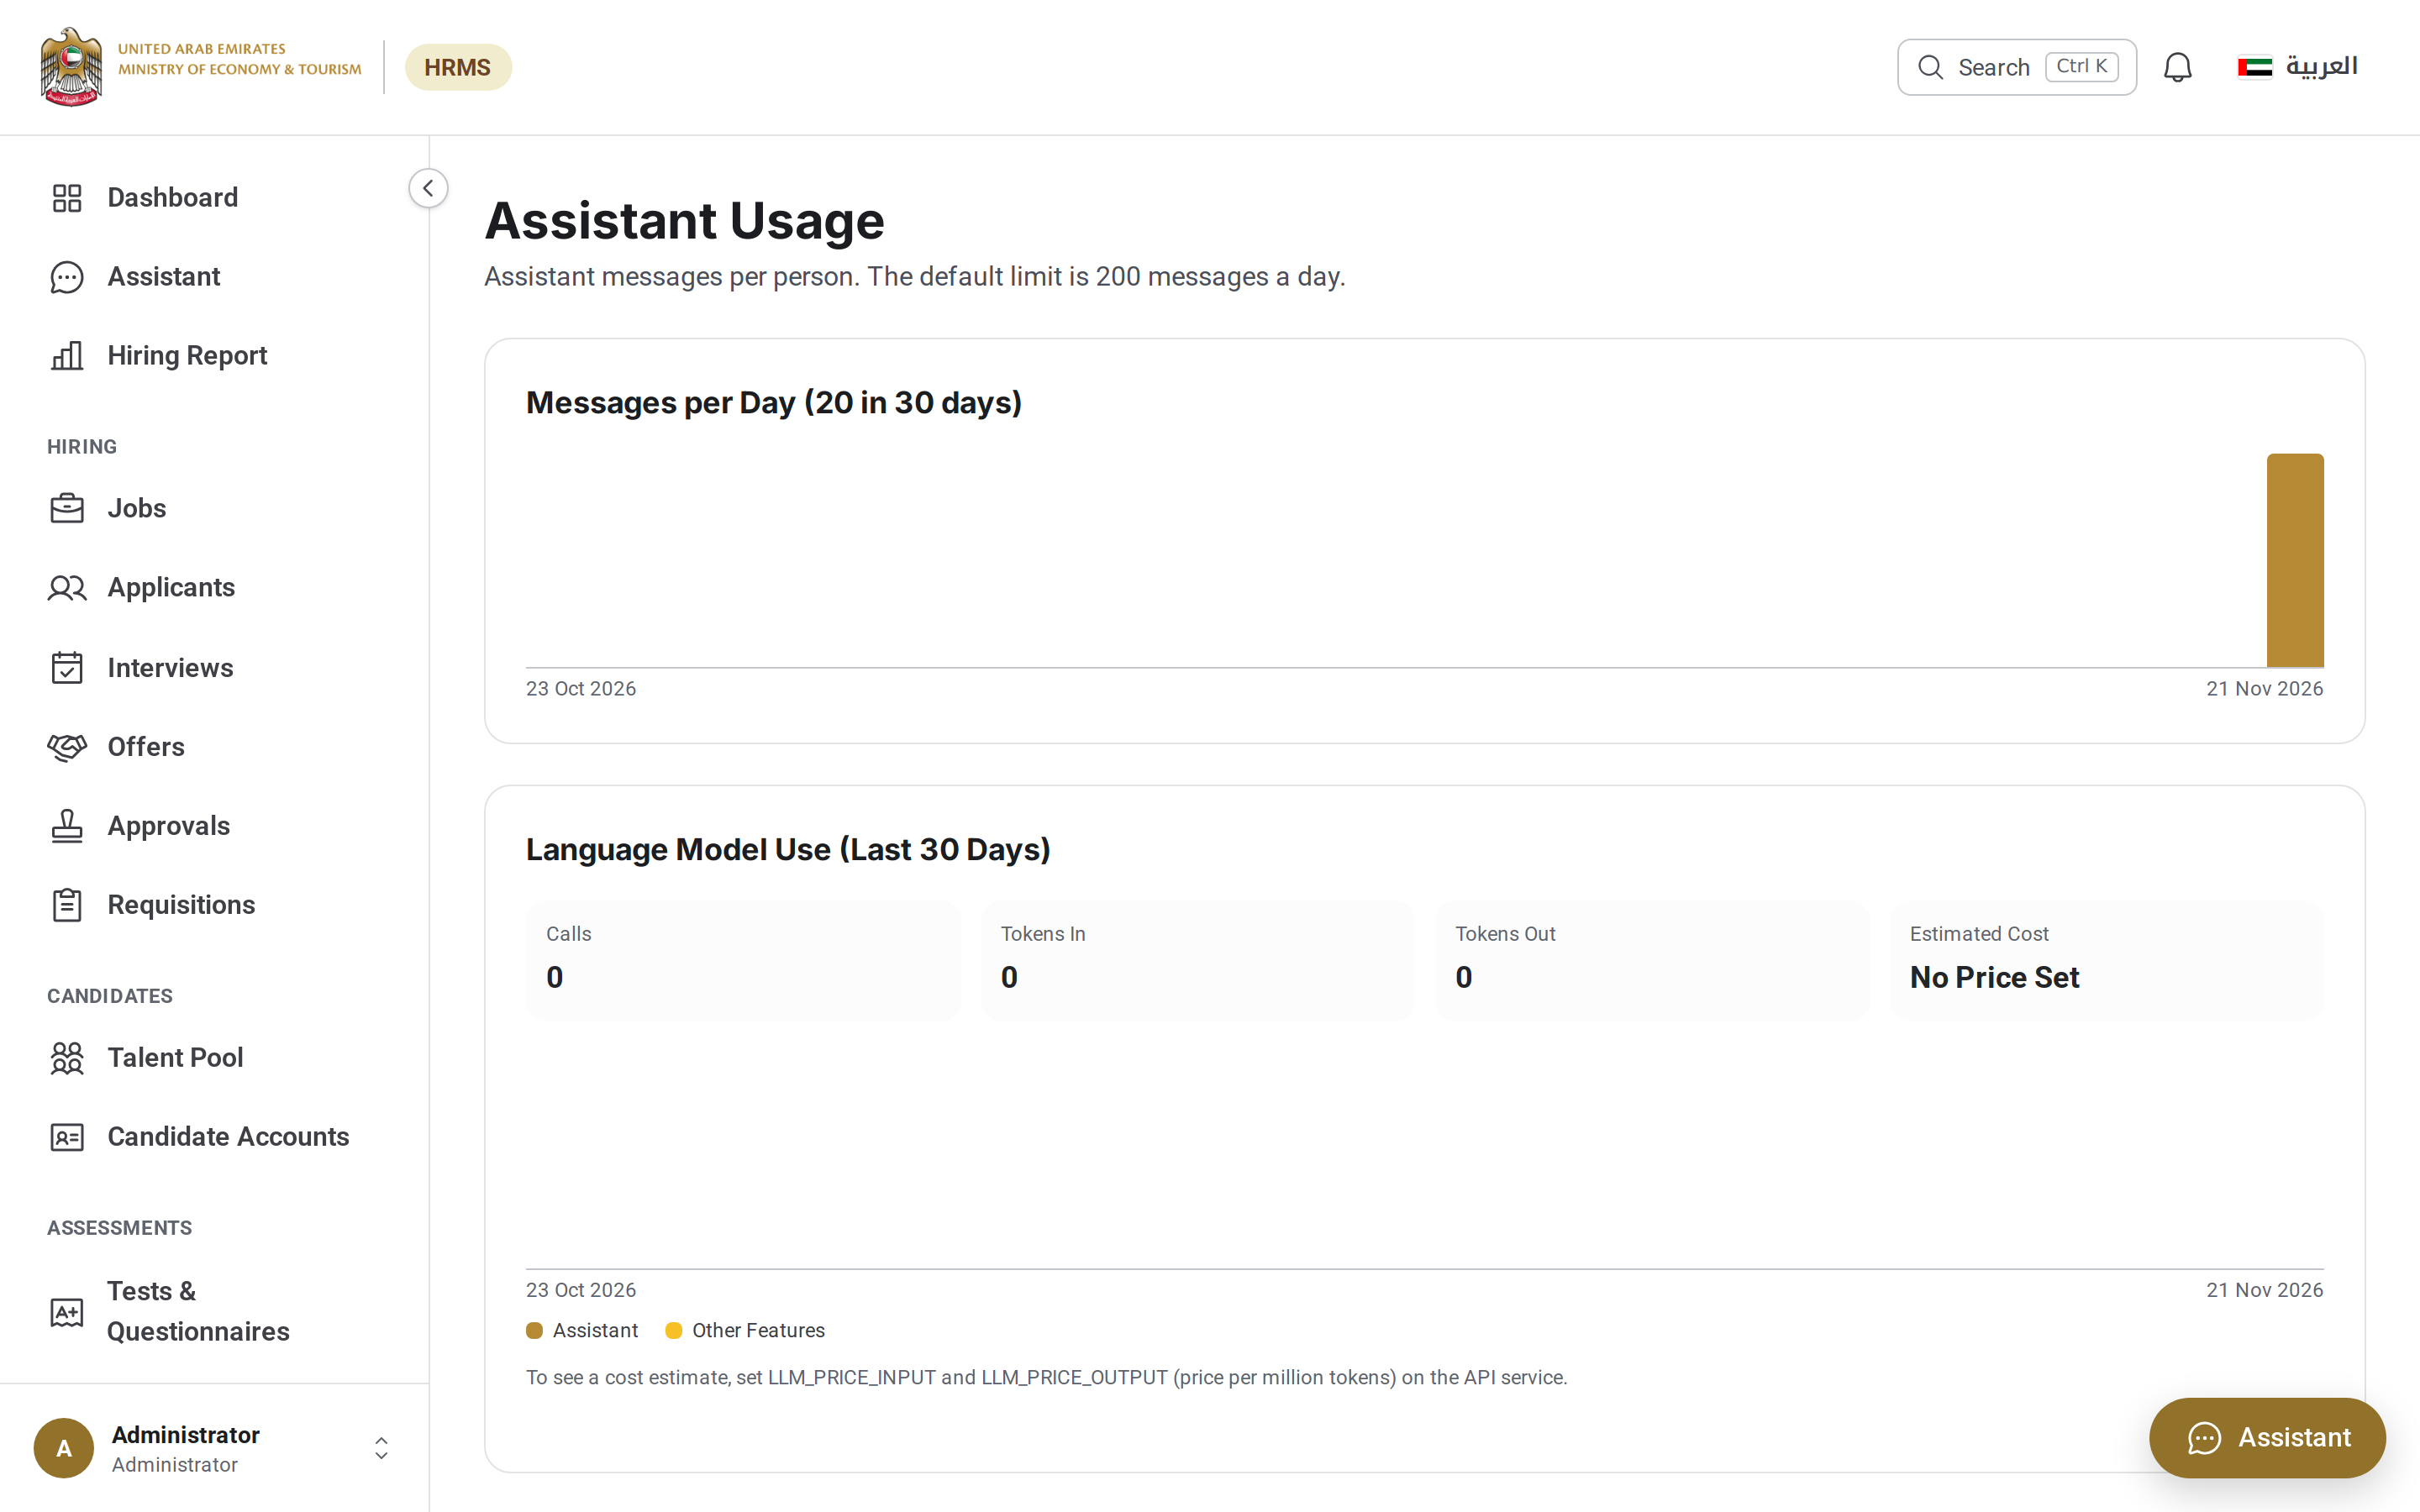 UNITED ARAB EMIRATES
MINISTRY OF ECONOMY & TOURISM
HRMS
Search
Ctrl K
العربية
Dashboard
Assistant
Hiring Report
HIRING
Jobs
Applicants
Interviews
Offers
Approvals
Requisitions
CANDIDATES
Talent Pool
Candidate Accounts
ASSESSMENTS
Tests &
Questionnaires
A
Administrator
Administrator
Assistant Usage
Assistant messages per person. The default limit is 200 messages a day.
Messages per Day (20 in 30 days)
23 Oct 2026
21 Nov 2026
Language Model Use (Last 30 Days)
Calls
0
Tokens In
0
Tokens Out
0
Estimated Cost
No Price Set
23 Oct 2026
21 Nov 2026
Assistant
Other Features
To see a cost estimate, set LLM_PRICE_INPUT and LLM_PRICE_OUTPUT (price per million tokens) on the API service.
Assistant